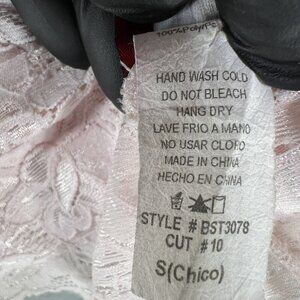 100% Poly
HAND WASH COLD
DO NOT BLEACH
HANG DRY
LAVE FRIO A MANO
NO USAR CLORO
MADE IN CHINA
HECHO EN CHINA
STYLE # BST3078
CUT # 10
S(Chico)